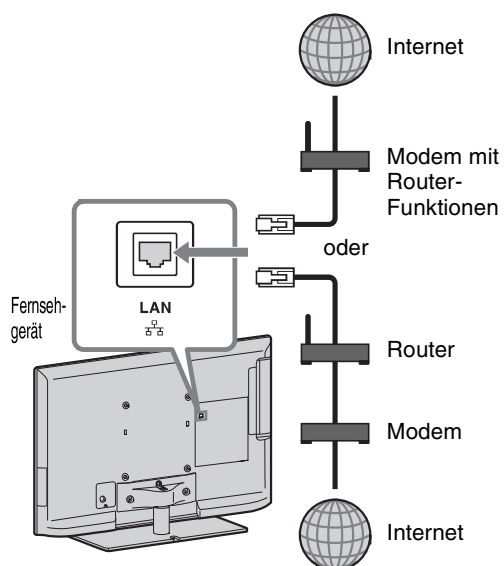 Internet
Modem mit
Router-
Funktionen
oder
LAN
Fernseh-
gerät
Router
Modem
Internet